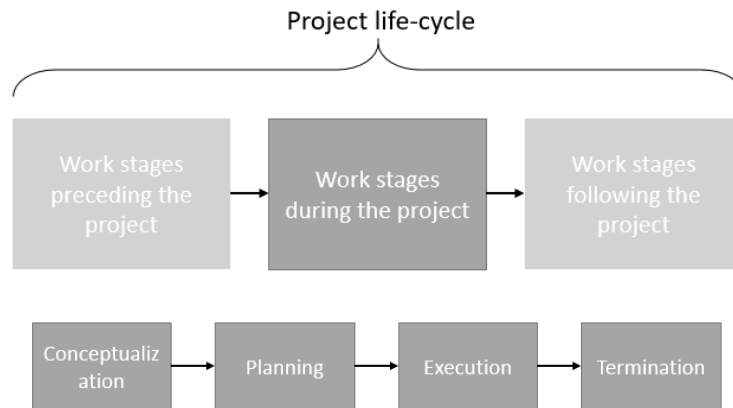 Project life-cycle
Work stages
preceding the
project
Work stages
during the project
Work stages
following the
project
Conceptualiz
ation
Planning
Execution
Termination